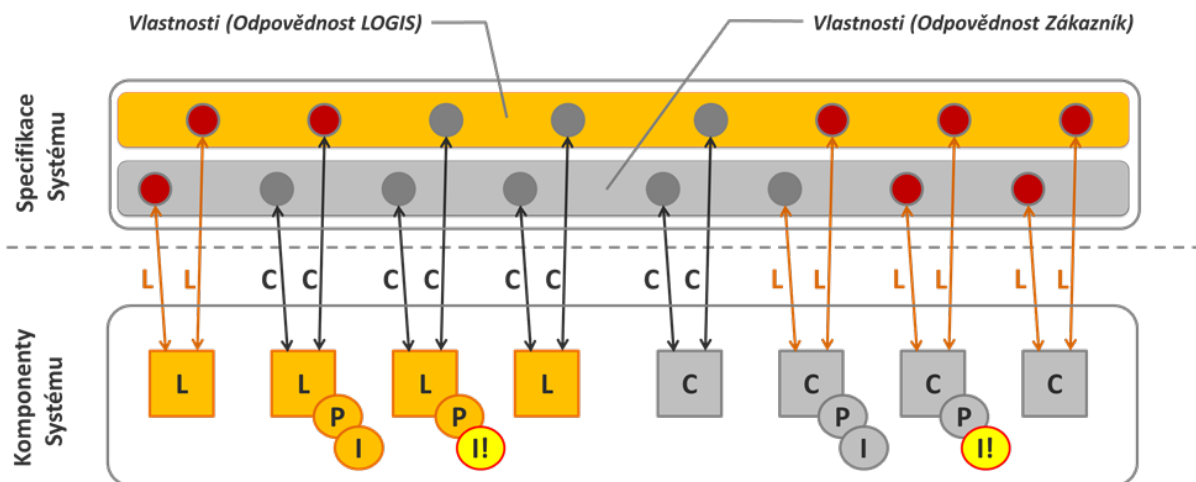 Vlastnosti (Odpovědnost LOGIS)
Vlastnosti (Odpovědnost Zákazník)
Specifikace
Systému
L L C C C C C C C C L L L L L L
Komponenty
Systému
L L L L C C C C
P P P P
I I! I I!